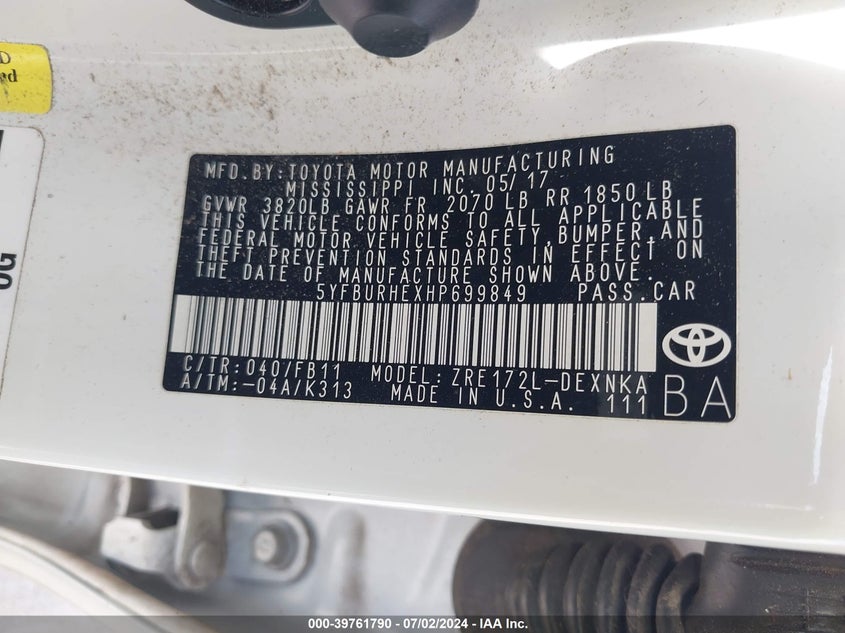 D
ed
G
MFD.BY:TOYOTA MOTOR MANUFACTURING
MISSISSIPPI INC. 05/17
GVWR 3820LB GAWR FR 2070 LB RR 1850 LB
THIS VEHICLE CONFORMS TO ALL APPLICABLE
FEDERAL MOTOR VEHICLE SAFETY,BUMPER,AND
THEFT PREVENTION STANDARDS IN EFFECT ON
THE DATE OF MANUFACTURE SHOWN ABOVE.
5YFBURHEXHP699849 PASS.CAR
C/TR: 040/FB11 MODEL: ZRE172L-DEXNKA
A/TM:-04A/K313 MADE IN U.S.A. 111
BA
000-39761790 - 07/02/2024 - IAA Inc.